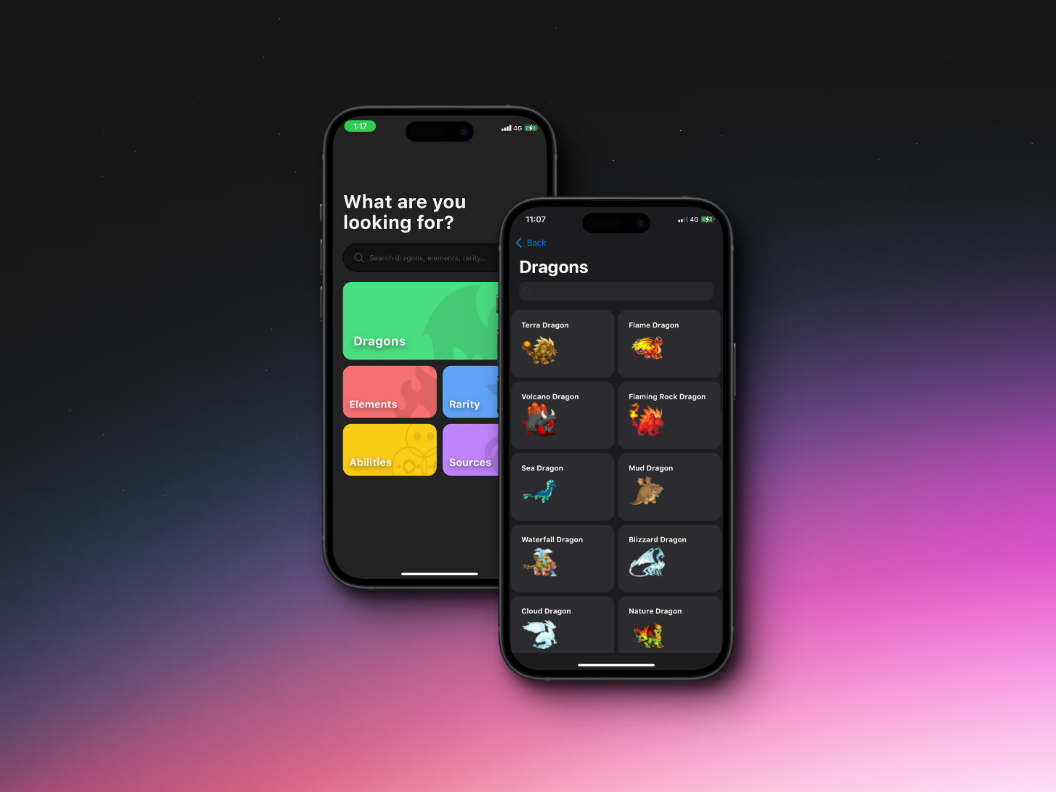 1:17
4G
What are you
looking for?
Search dragons, elements, rarity...
Dragons
Elements
Rarity
Abilities
Sources
11:07
4G
Back
Dragons
Terra Dragon
Flame Dragon
Volcano Dragon
Flaming Rock Dragon
Sea Dragon
Mud Dragon
Waterfall Dragon
Blizzard Dragon
Cloud Dragon
Nature Dragon